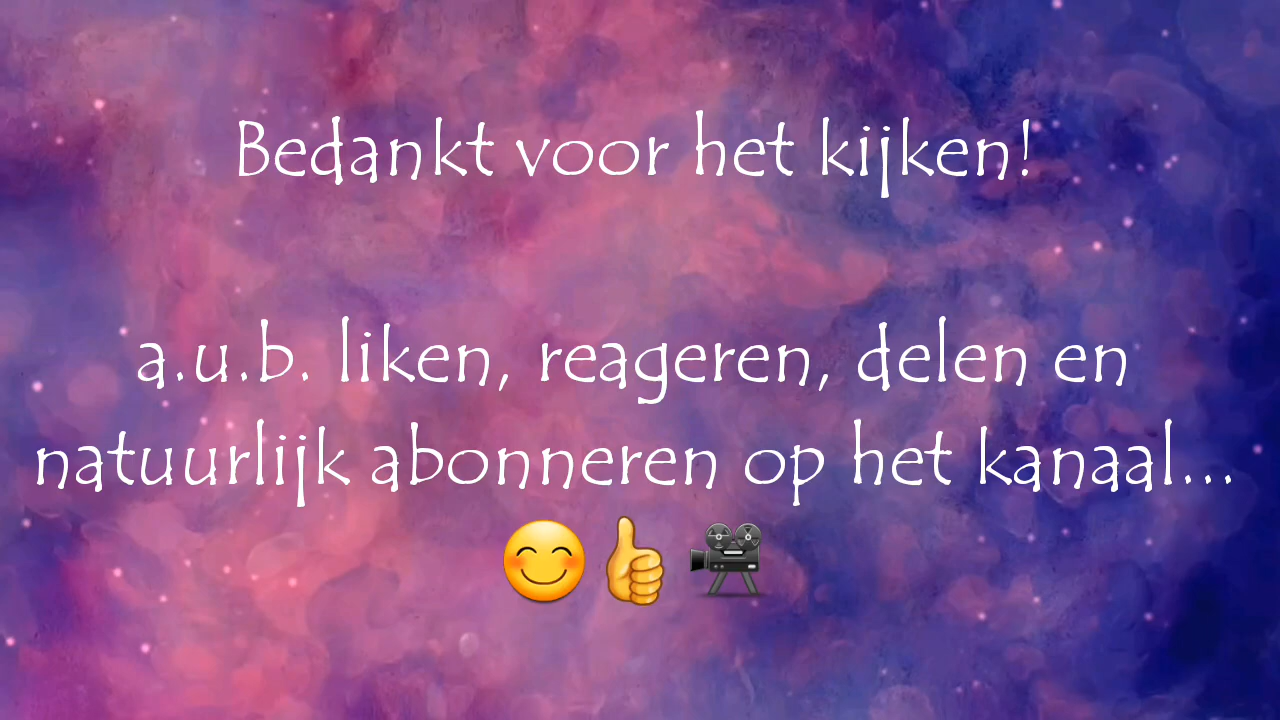 Bedankt voor het kijken!
a.u.b. liken, reageren, delen en
natuurlijk abonneren op het kanaal...
😊👍🎥